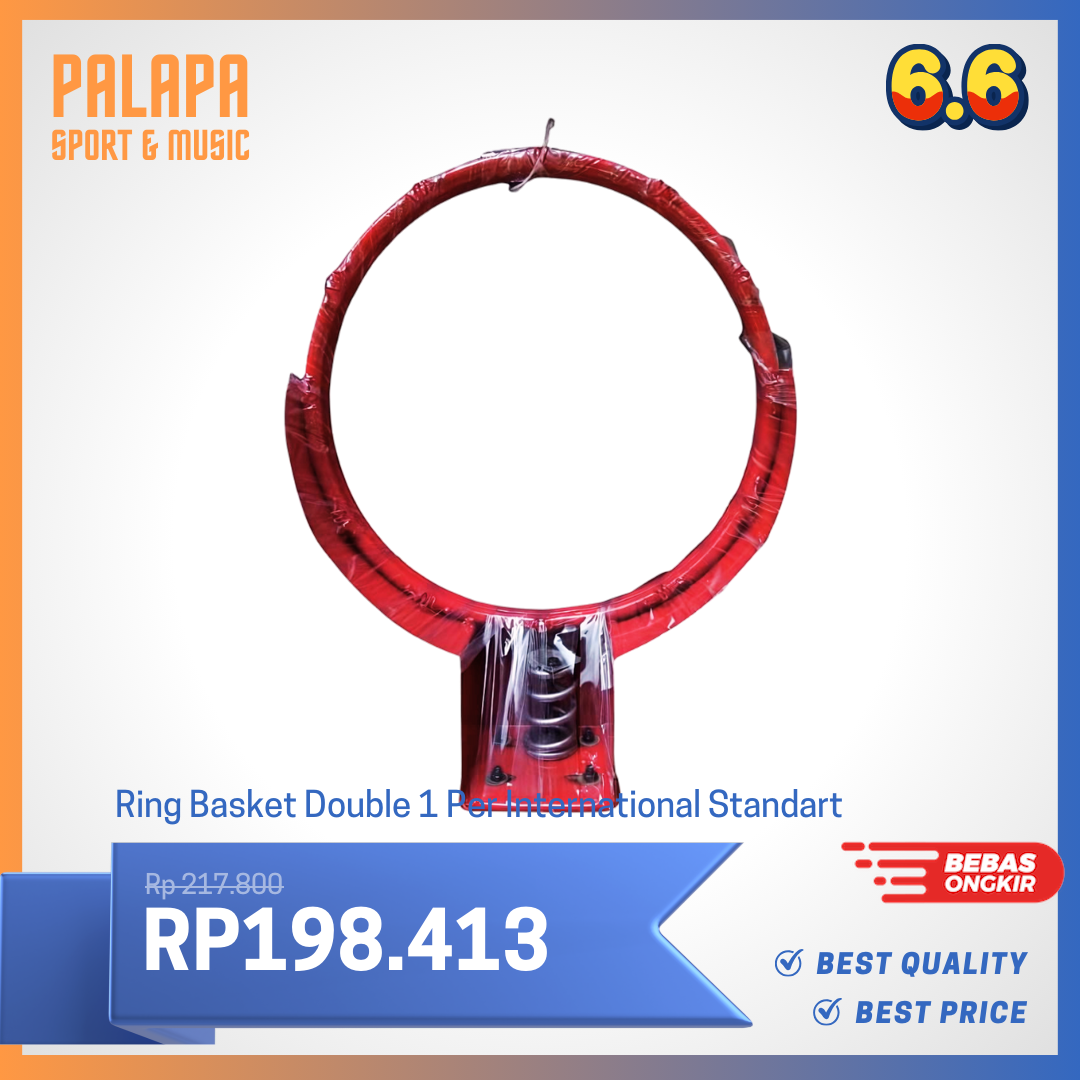 PALAPA
SPORT & MUSIC
6.6
Ring Basket Double 1 Per International Standart
Rp 217.800
RP198.413
BEBAS
ONGKIR
BEST QUALITY
BEST PRICE